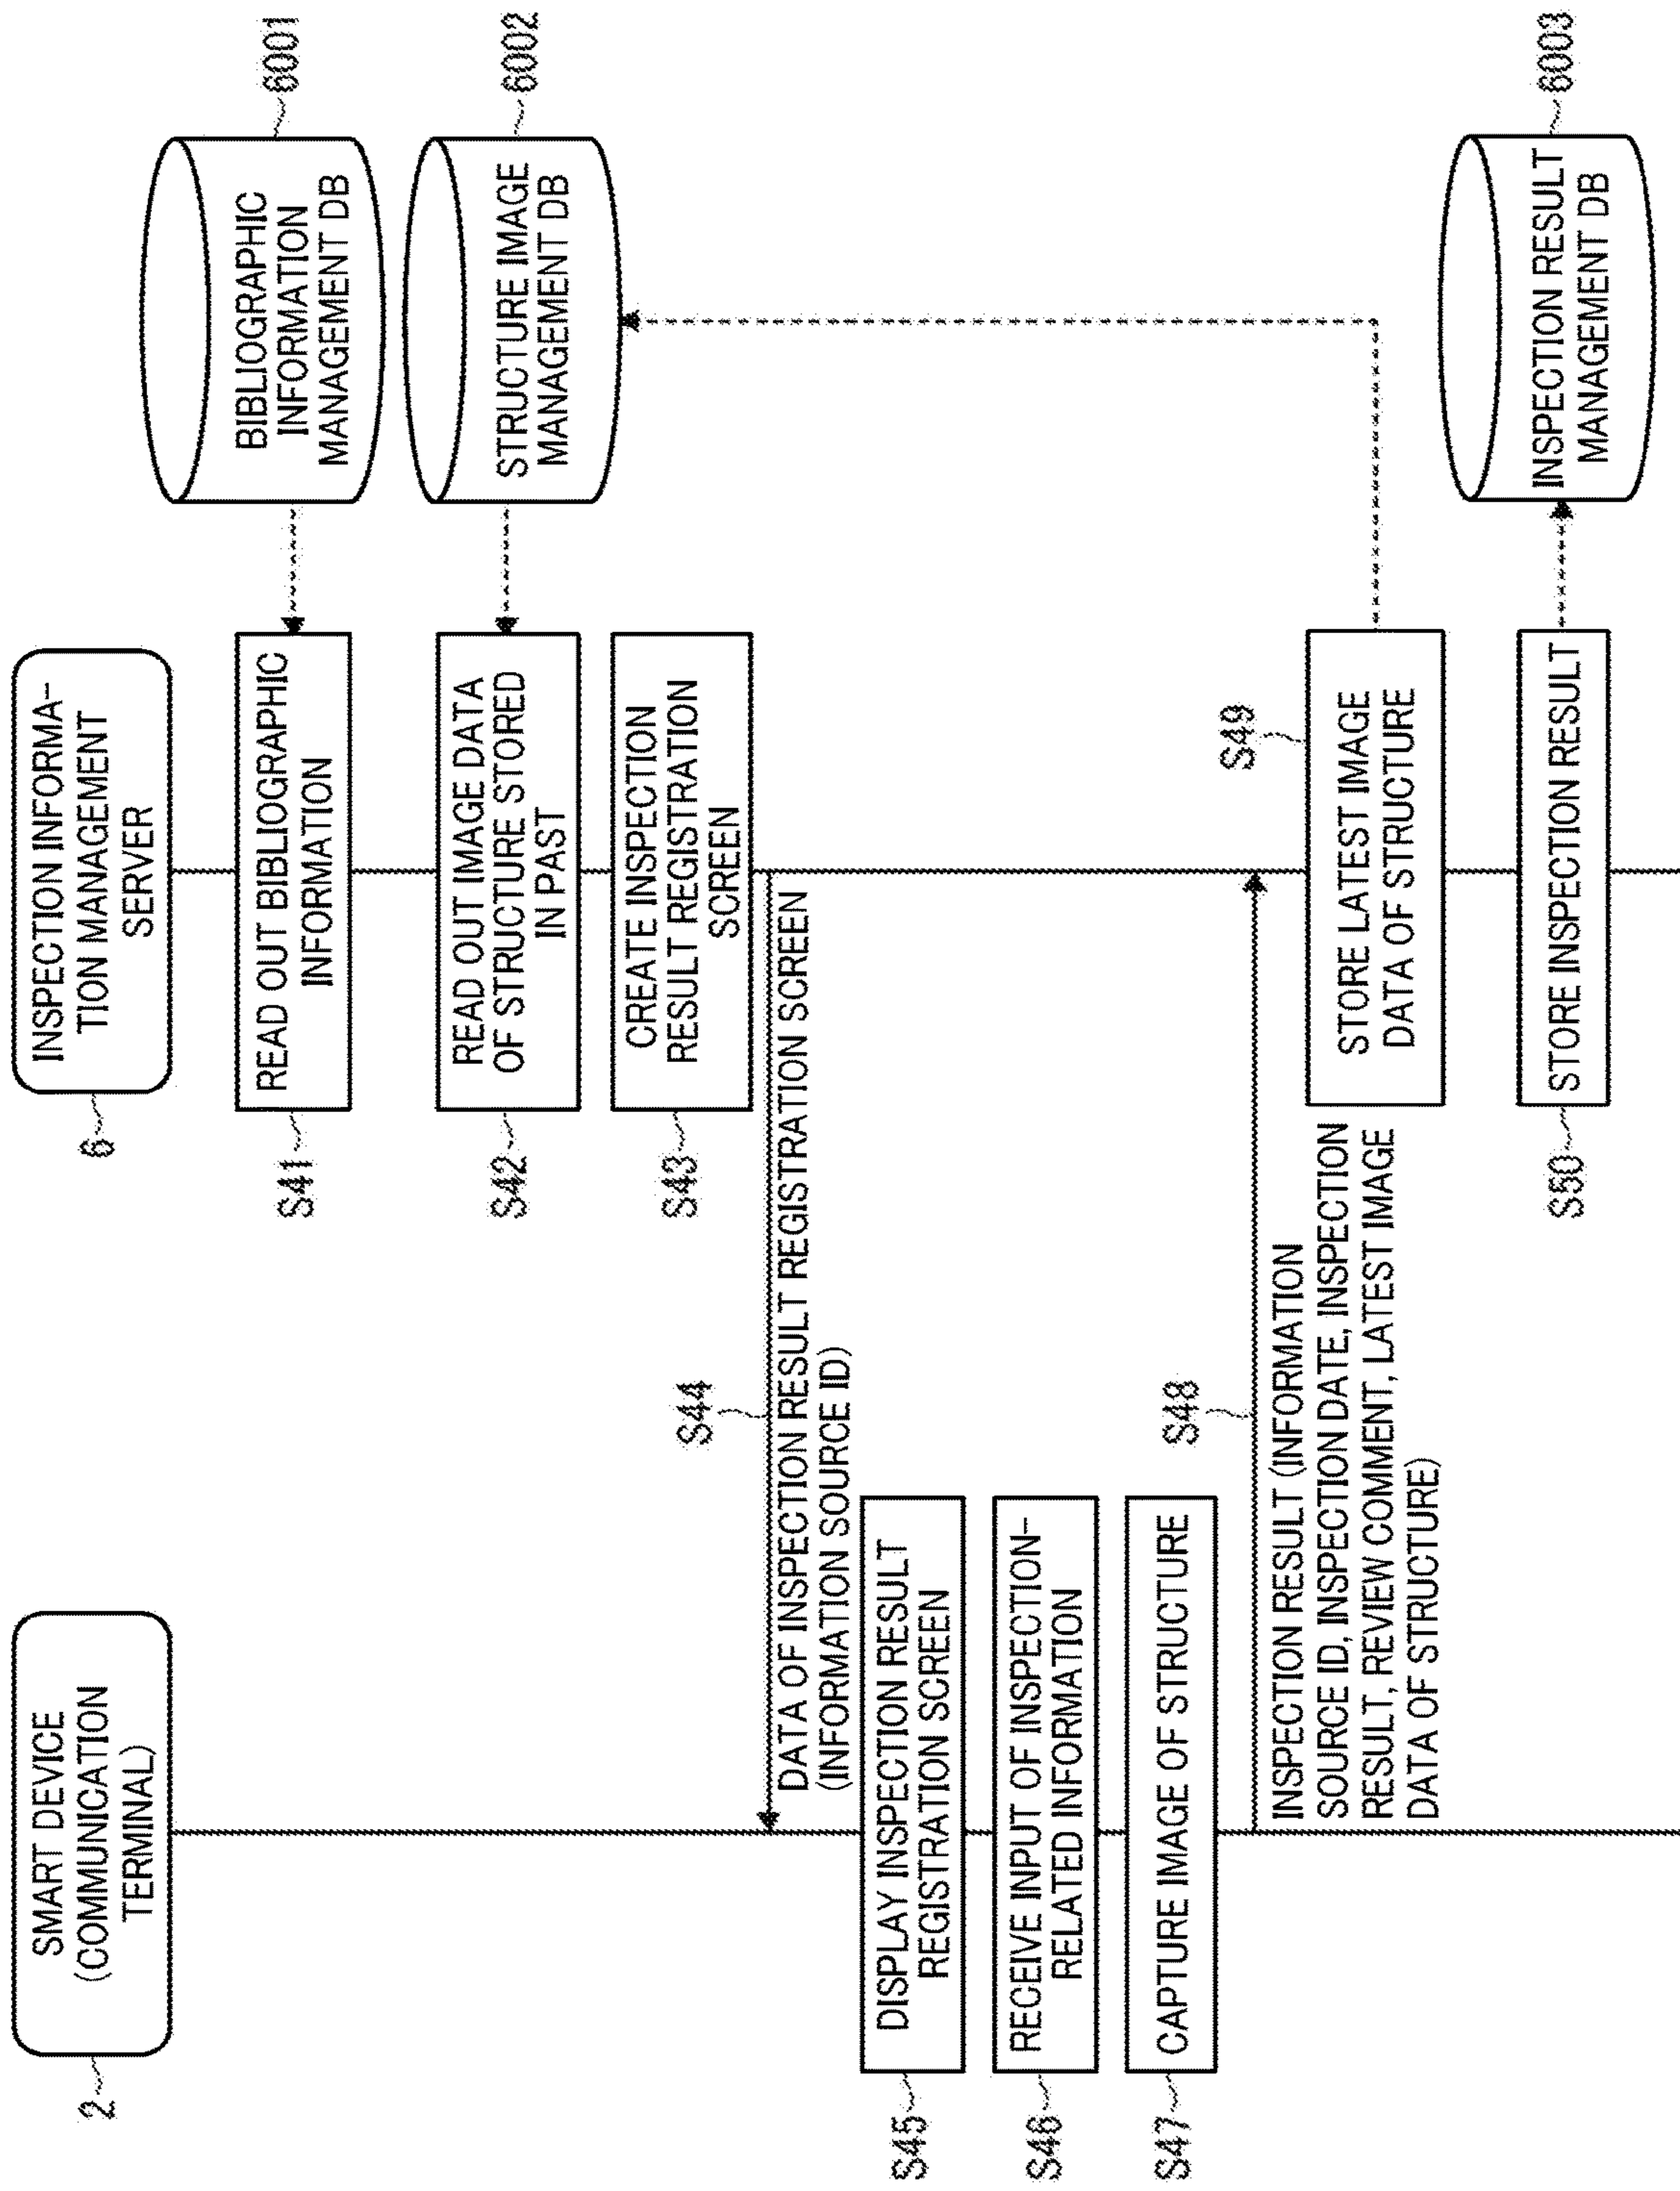 2
SMART DEVICE
(COMMUNICATION
TERMINAL)
6
INSPECTION INFORMA-
TION MANAGEMENT
SERVER
S41
READ OUT BIBLIOGRAPHIC
INFORMATION
BIBLIOGRAPHIC
INFORMATION
MANAGEMENT DB
6001
S42
READ OUT IMAGE DATA
OF STRUCTURE STORED
IN PAST
STRUCTURE IMAGE
MANAGEMENT DB
6002
S43
CREATE INSPECTION
RESULT REGISTRATION
SCREEN
S44
DATA OF INSPECTION RESULT REGISTRATION SCREEN
(INFORMATION SOURCE ID)
S45
DISPLAY INSPECTION RESULT
REGISTRATION SCREEN
S46
RECEIVE INPUT OF INSPECTION-
RELATED INFORMATION
S47
CAPTURE IMAGE OF STRUCTURE
S48
INSPECTION RESULT (INFORMATION
SOURCE ID, INSPECTION DATE, INSPECTION
RESULT, REVIEW COMMENT, LATEST IMAGE
DATA OF STRUCTURE)
S49
STORE LATEST IMAGE
DATA OF STRUCTURE
S50
STORE INSPECTION RESULT
INSPECTION RESULT
MANAGEMENT DB
6003